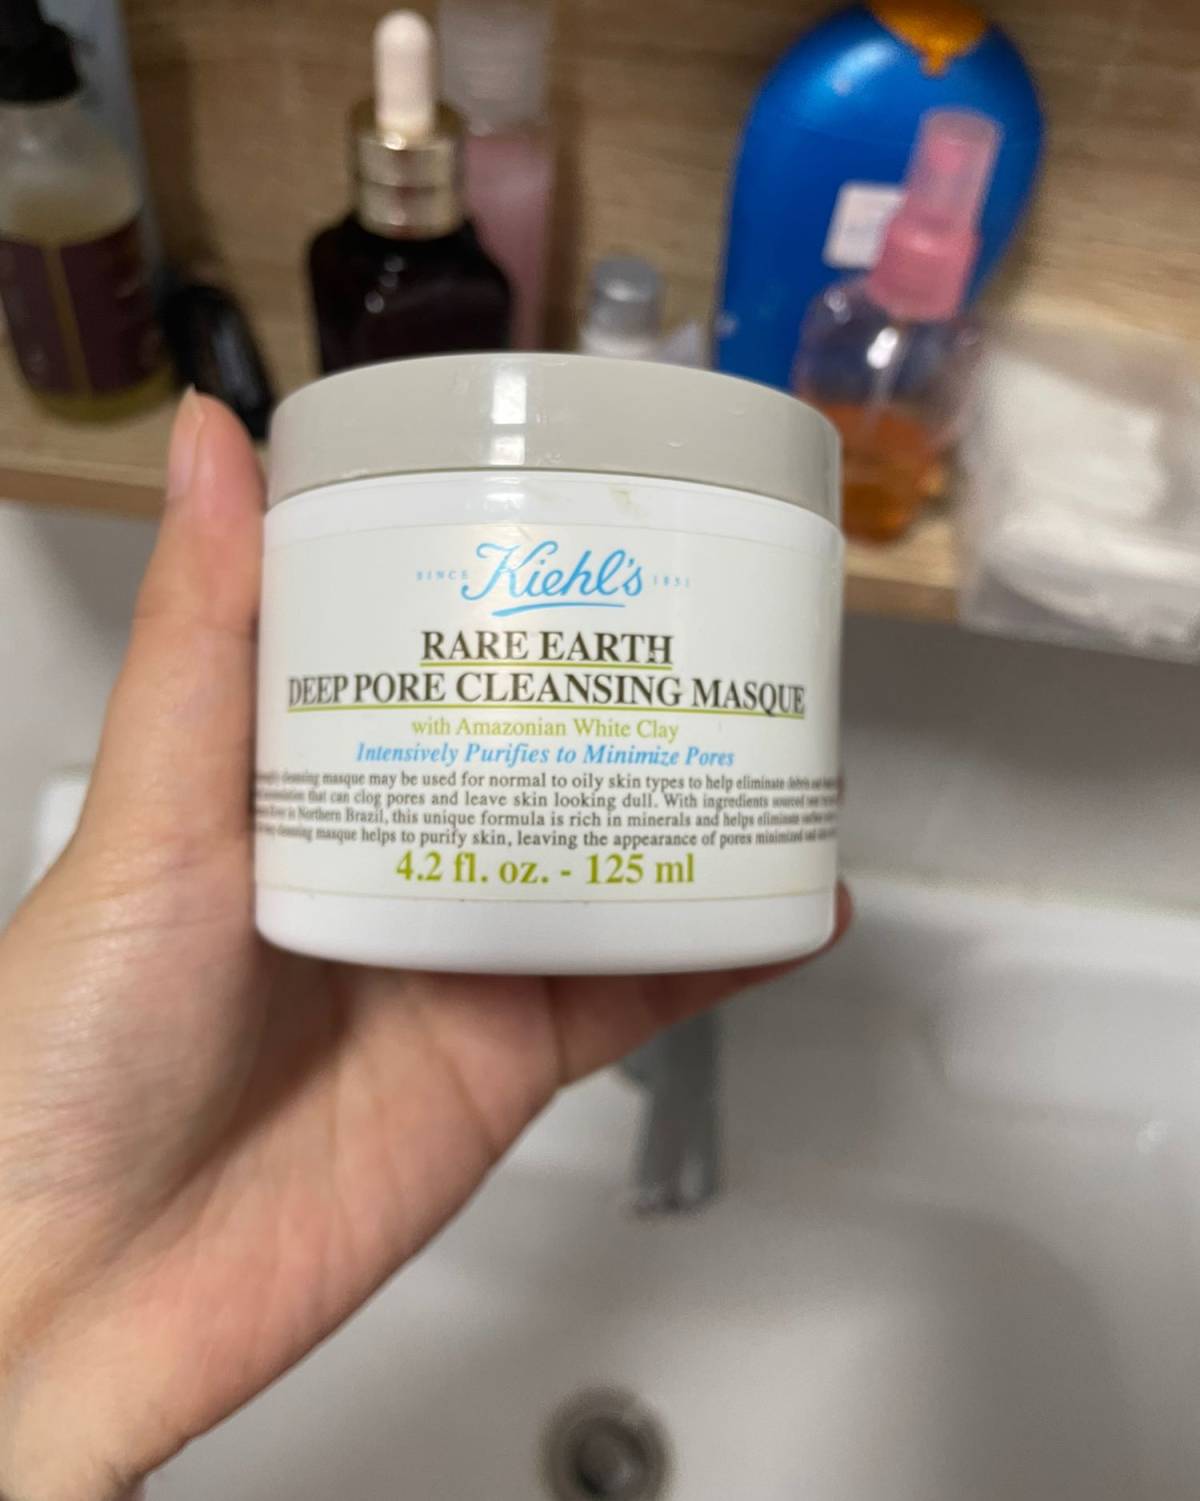 SINCE Kiehl's 1851
RARE EARTH
DEEP PORE CLEANSING MASQUE
with Amazonian White Clay
Intensively Purifies to Minimize Pores
cleansing masque may be used for normal to oily skin types to help eliminate debris
that can clog pores and leave skin looking dull. With ingredients sourced
in Northern Brazil, this unique formula is rich in minerals and helps eliminate surface
cleansing masque helps to purify skin, leaving the appearance of pores minimized and
4.2 fl. oz. - 125 ml